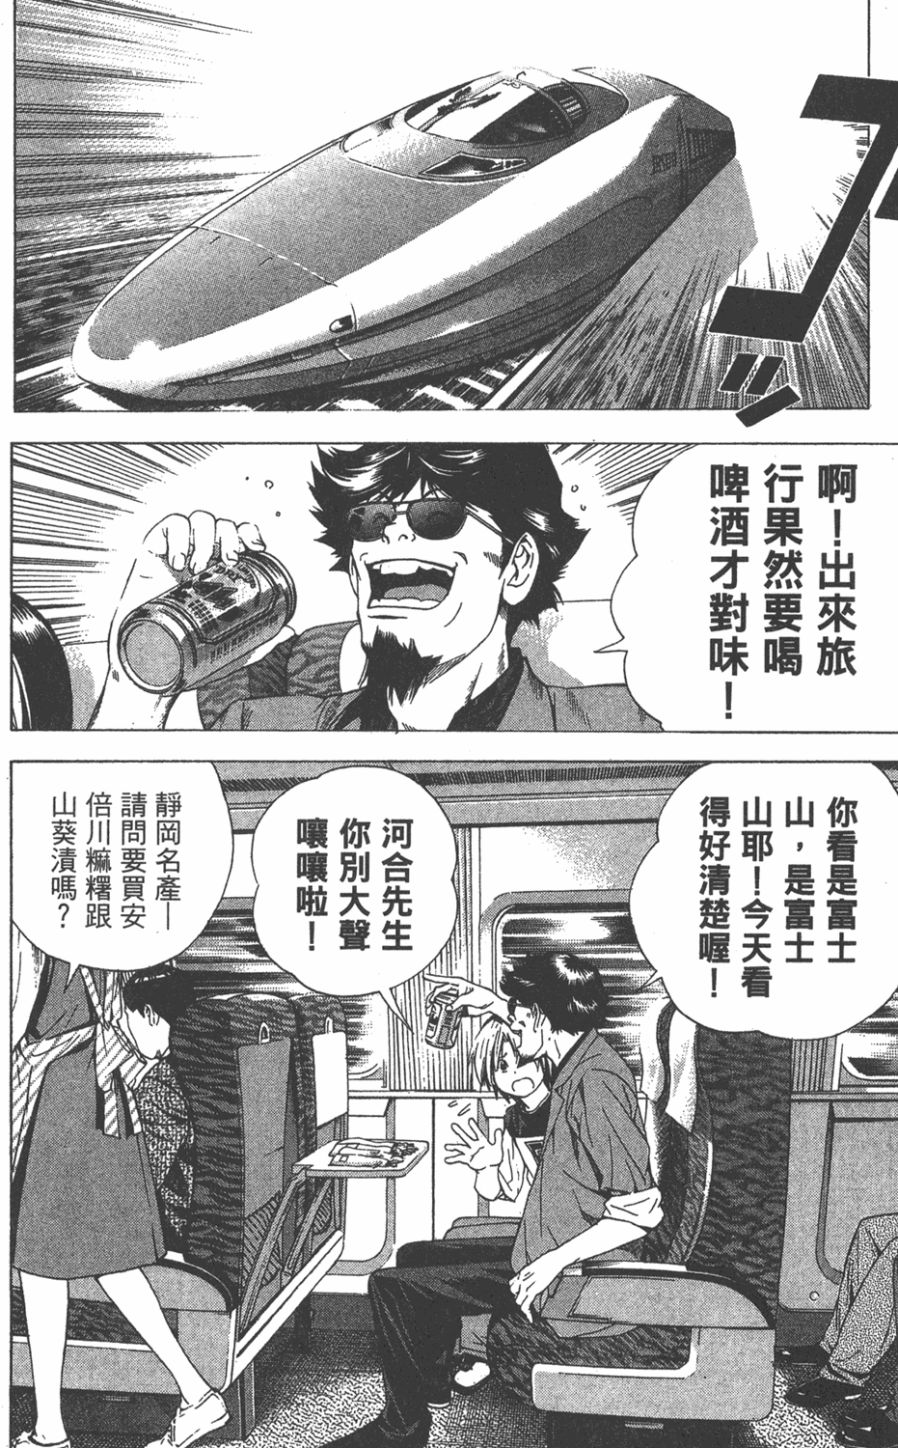 啊！出來旅
行果然要喝
啤酒才對味！
你看是富士
山，是富士
山耶！今天看
得好清楚喔！
河合先生
你別大聲
嚷嚷啦！
靜岡名產—
請問要買安
倍川麻糬跟
山葵漬嗎？